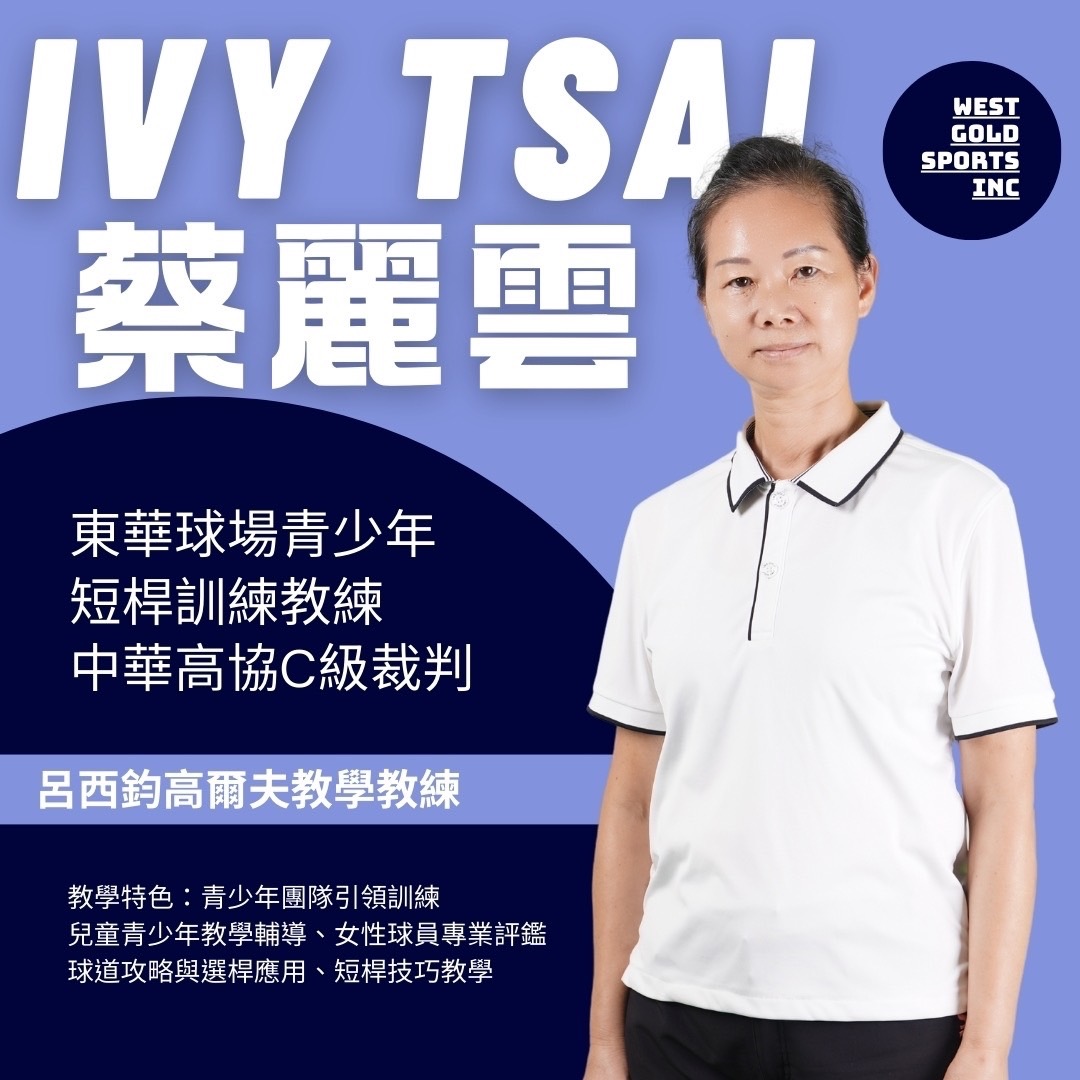 IVY TSAI
蔡麗雲
WEST
GOLD
SPORTS
INC
東華球場青少年
短桿訓練教練
中華高協C級裁判
呂西鈞高爾夫教學教練
教學特色：青少年團隊引領訓練
兒童青少年教學輔導、女性球員專業評鑑
球道攻略與選桿應用、短桿技巧教學